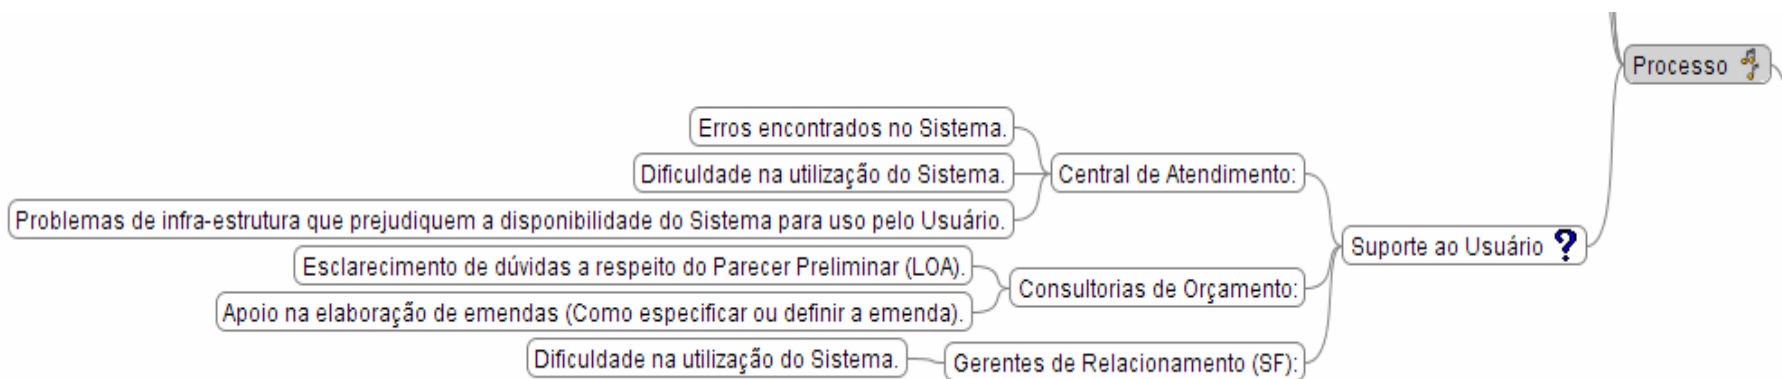 Processo
Erros encontrados no Sistema.
Dificuldade na utilização do Sistema.
Central de Atendimento:
Problemas de infra-estrutura que prejudiquem a disponibilidade do Sistema para uso pelo Usuário.
Suporte ao Usuário ?
Esclarecimento de dúvidas a respeito do Parecer Preliminar (LOA).
Consultorias de Orçamento:
Apoio na elaboração de emendas (Como especificar ou definir a emenda).
Dificuldade na utilização do Sistema.
Gerentes de Relacionamento (SF):